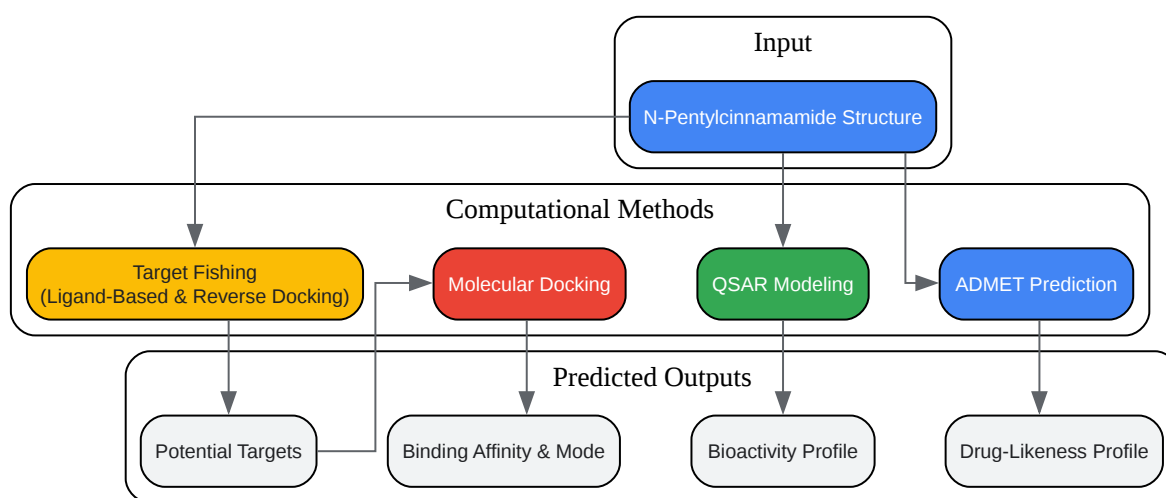 Input
N-Pentylcinnamamide Structure
Computational Methods
Target Fishing
(Ligand-Based & Reverse Docking)
Molecular Docking
QSAR Modeling
ADMET Prediction
Predicted Outputs
Potential Targets
Binding Affinity & Mode
Bioactivity Profile
Drug-Likeness Profile